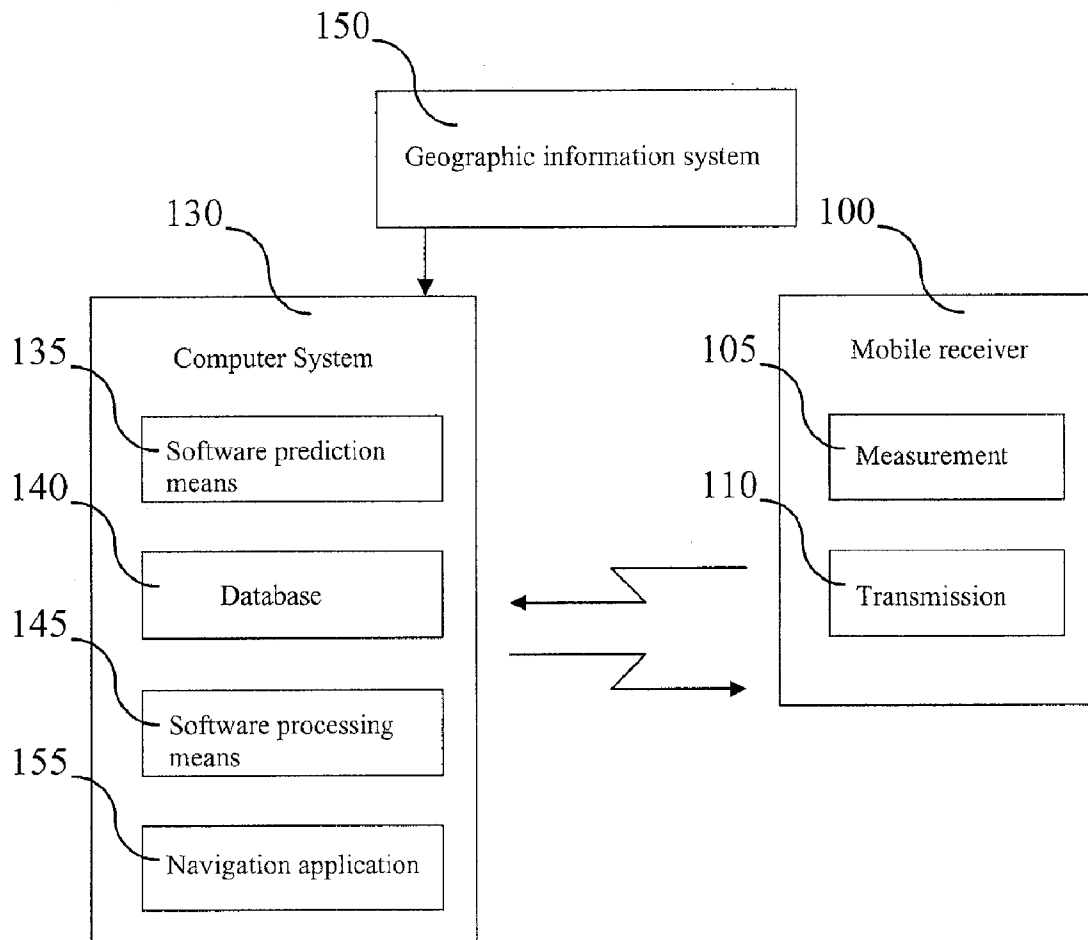 150
Geographic information system
130
100
Computer System
Mobile receiver
135
Software prediction
means
105
Measurement
140
Database
110
Transmission
145
Software processing
means
155
Navigation application